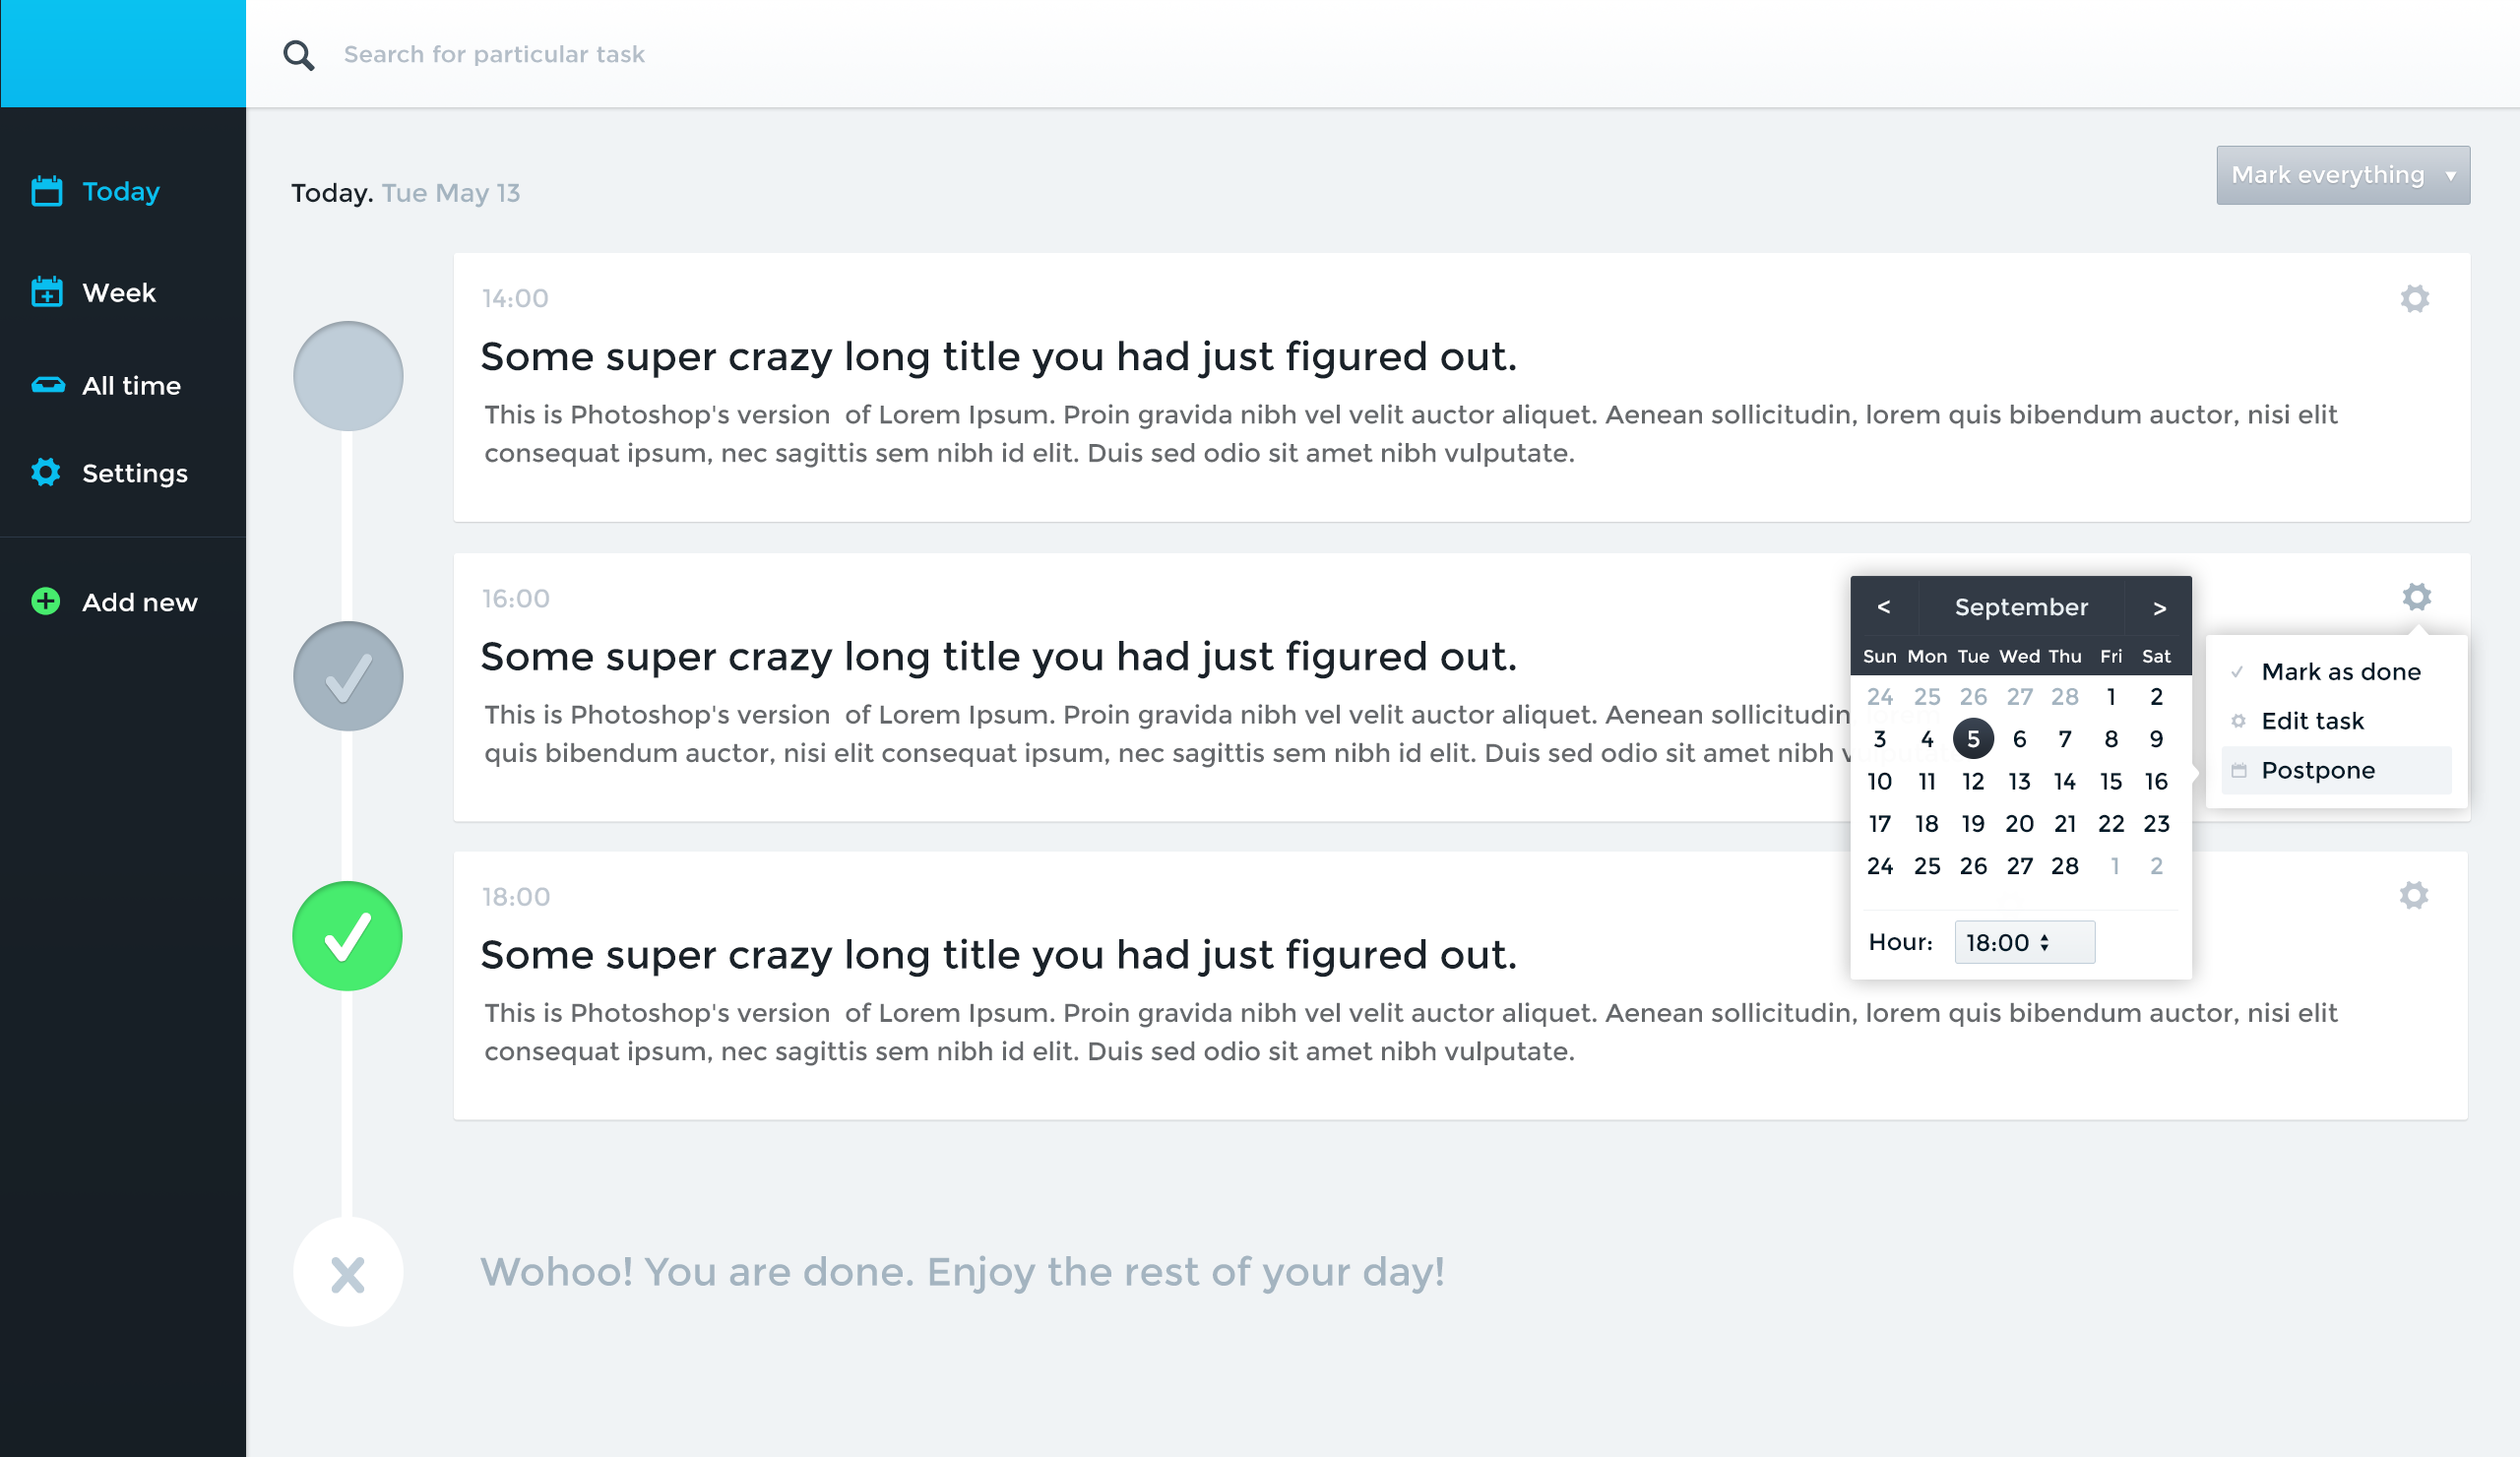 Search for particular task
Today
Week
All time
Settings
Add new
Today. Tue May 13
Mark everything
14:00
Some super crazy long title you had just figured out.
This is Photoshop's version of Lorem Ipsum. Proin gravida nibh vel velit auctor aliquet. Aenean sollicitudin, lorem quis bibendum auctor, nisi elit
consequat ipsum, nec sagittis sem nibh id elit. Duis sed odio sit amet nibh vulputate.
16:00
Some super crazy long title you had just figured out.
This is Photoshop's version of Lorem Ipsum. Proin gravida nibh vel velit auctor aliquet. Aenean sollicitudin
quis bibendum auctor, nisi elit consequat ipsum, nec sagittis sem nibh id elit. Duis sed odio sit amet nibh
< September >
Sun Mon Tue Wed Thu Fri Sat
24 25 26 27 28 1 2
3 4 5 6 7 8 9
10 11 12 13 14 15 16
17 18 19 20 21 22 23
24 25 26 27 28 1 2
Hour: 18:00
Mark as done
Edit task
Postpone
18:00
Some super crazy long title you had just figured out.
This is Photoshop's version of Lorem Ipsum. Proin gravida nibh vel velit auctor aliquet. Aenean sollicitudin, lorem quis bibendum auctor, nisi elit
consequat ipsum, nec sagittis sem nibh id elit. Duis sed odio sit amet nibh vulputate.
Wohoo! You are done. Enjoy the rest of your day!